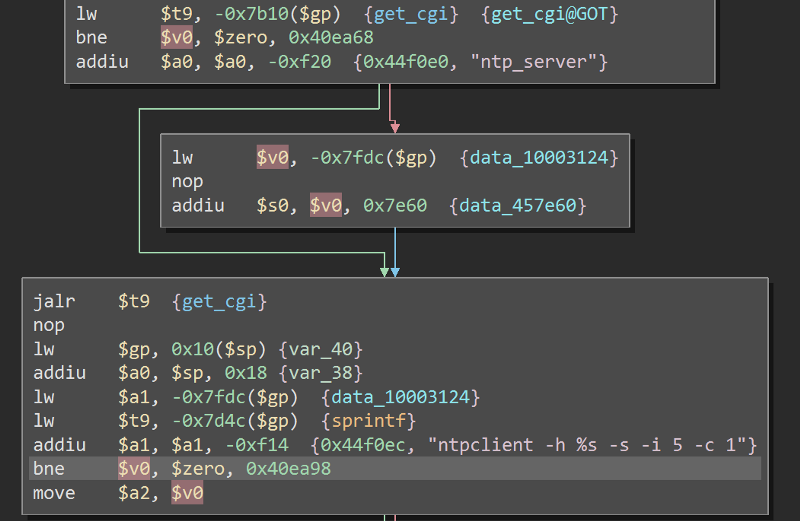 lw $t9, -0x7b10($gp) {get_cgi} {get_cgi@GOT}
bne $v0, $zero, 0x40ea68
addiu $a0, $a0, -0xf20 {0x44f0e0, "ntp_server"}
lw $v0, -0x7fdc($gp) {data_10003124}
nop
addiu $s0, $v0, 0x7e60 {data_457e60}
jalr $t9 {get_cgi}
nop
lw $gp, 0x10($sp) {var_40}
addiu $a0, $sp, 0x18 {var_38}
lw $a1, -0x7fdc($gp) {data_10003124}
lw $t9, -0x7d4c($gp) {sprintf}
addiu $a1, $a1, -0xf14 {0x44f0ec, "ntpclient -h %s -s -i 5 -c 1"}
bne $v0, $zero, 0x40ea98
move $a2, $v0